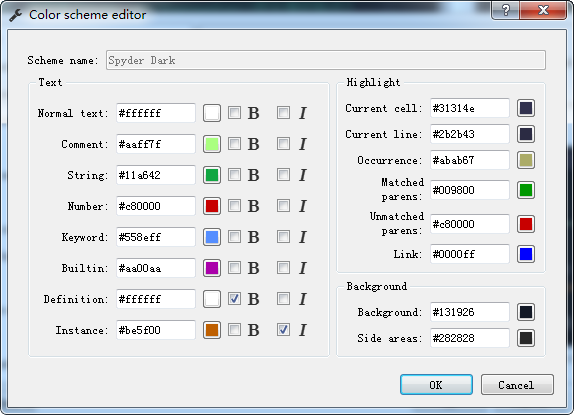 Color scheme editor
?
Scheme name: Spyder Dark
Text
Normal text: #ffffff B I
Comment: #aaff7f B I
String: #11a642 B I
Number: #c80000 B I
Keyword: #558eff B I
Builtin: #aa00aa B I
Definition: #ffffff B I
Instance: #be5f00 B I
Highlight
Current cell: #31314e
Current line: #2b2b43
Occurrence: #abab67
Matched
parens: #009800
Unmatched
parens: #c80000
Link: #0000ff
Background
Background: #131926
Side areas: #282828
OK Cancel